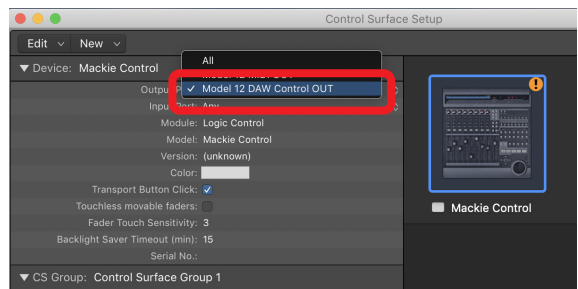 Control Surface Setup
Edit New
Device: Mackie Control
All
Output P
Model 12 DAW Control OUT
Input Port: Any
Module: Logic Control
Model: Mackie Control
Version: (unknown)
Color:
Transport Button Click:
Touchless movable faders:
Fader Touch Sensitivity: 3
Backlight Saver Timeout (min): 15
Serial No.:
CS Group: Control Surface Group 1
Mackie Control